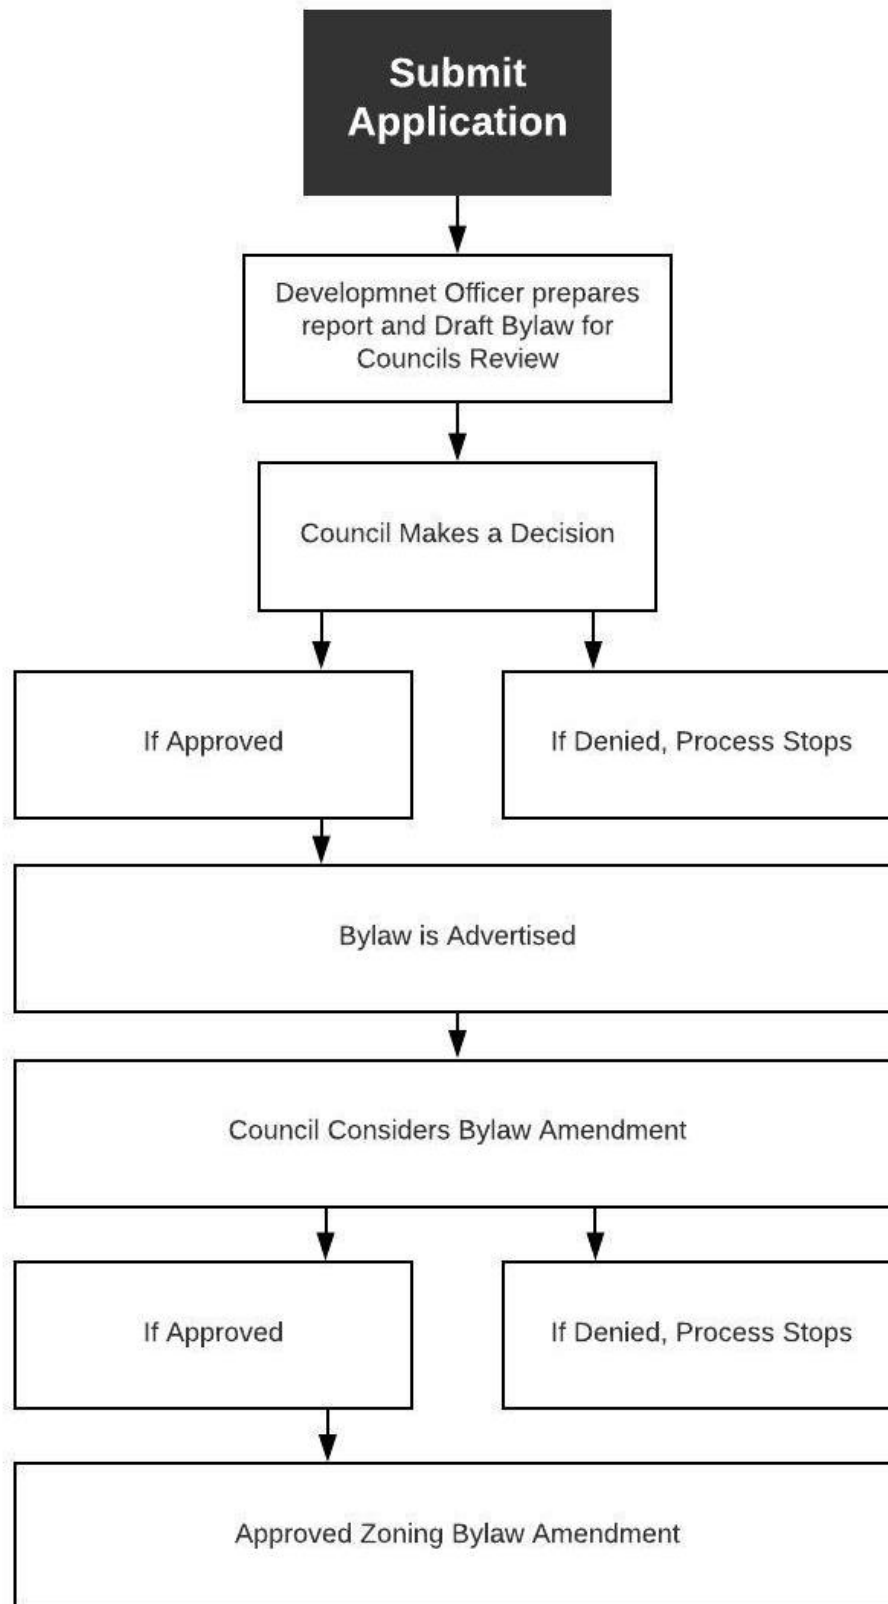 Submit
Application
Developmnet Officer prepares
report and Draft Bylaw for
Councils Review
Council Makes a Decision
If Approved
If Denied, Process Stops
Bylaw is Advertised
Council Considers Bylaw Amendment
If Approved
If Denied, Process Stops
Approved Zoning Bylaw Amendment